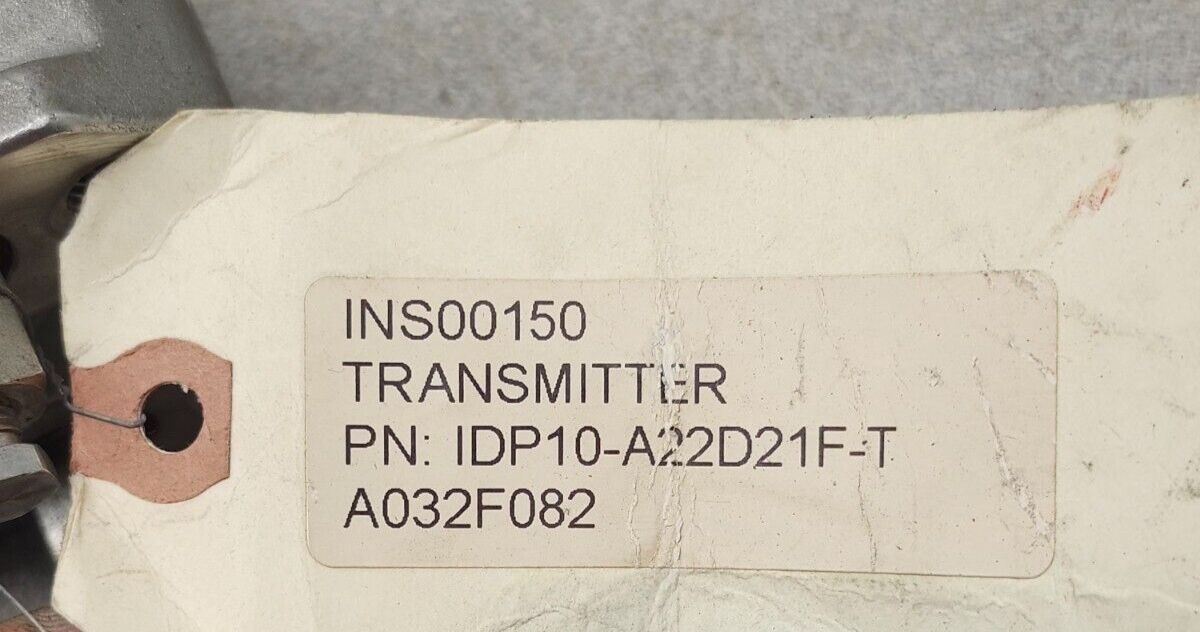 INS00150
TRANSMITTER
PN: IDP10-A22D21F-T
A032F082